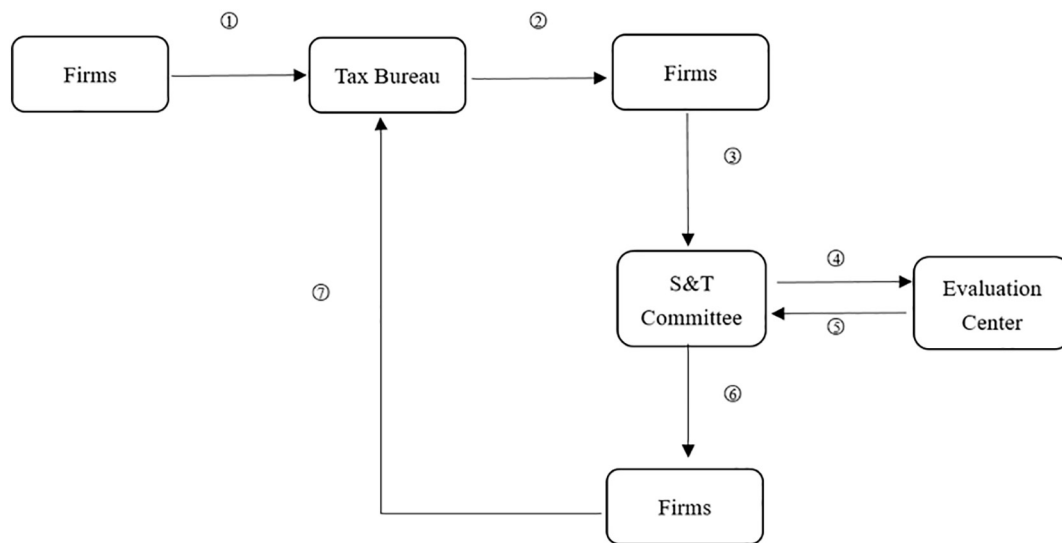 ①
②
Firms
Tax Bureau
Firms
③
S&T
Committee
④
⑤
Evaluation
Center
⑦
⑥
Firms